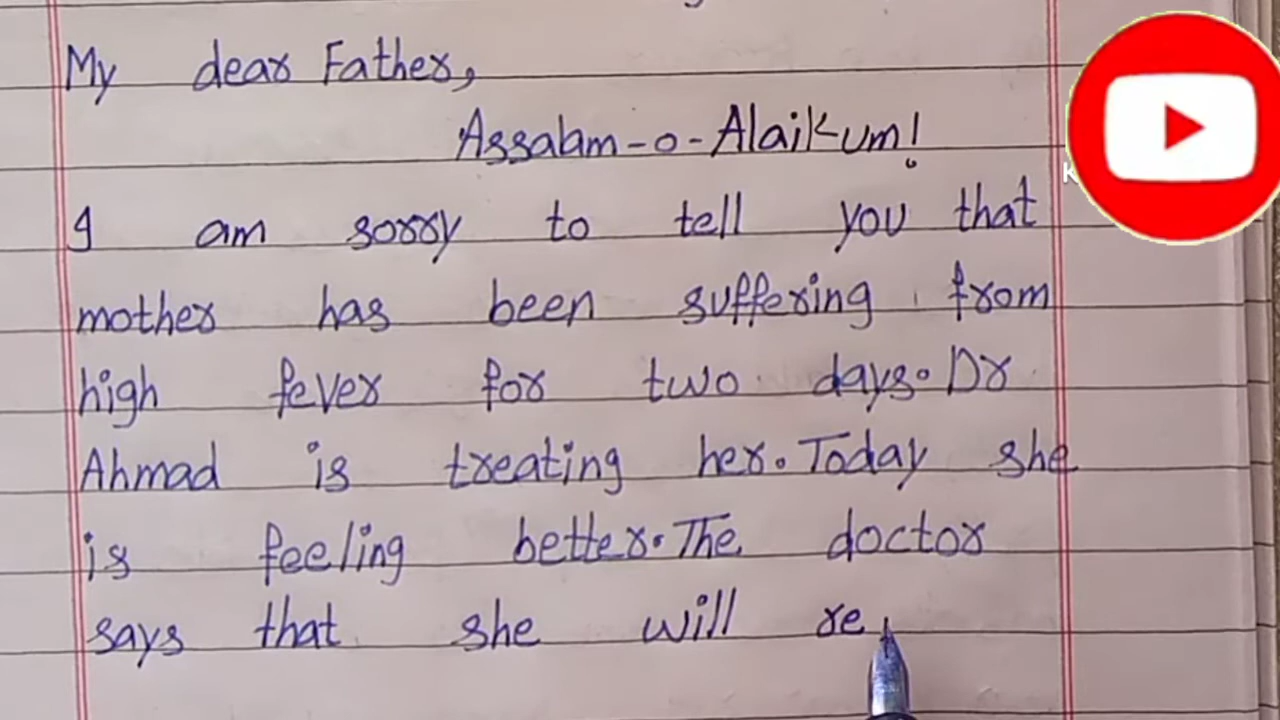 My dear Father,
Assalam-o-Alaikum!
I am sorry to tell you that
mother has been suffering from
high fever for two days. Dr
Ahmad is treating her. Today she
is feeling better. The doctor
says that she will re